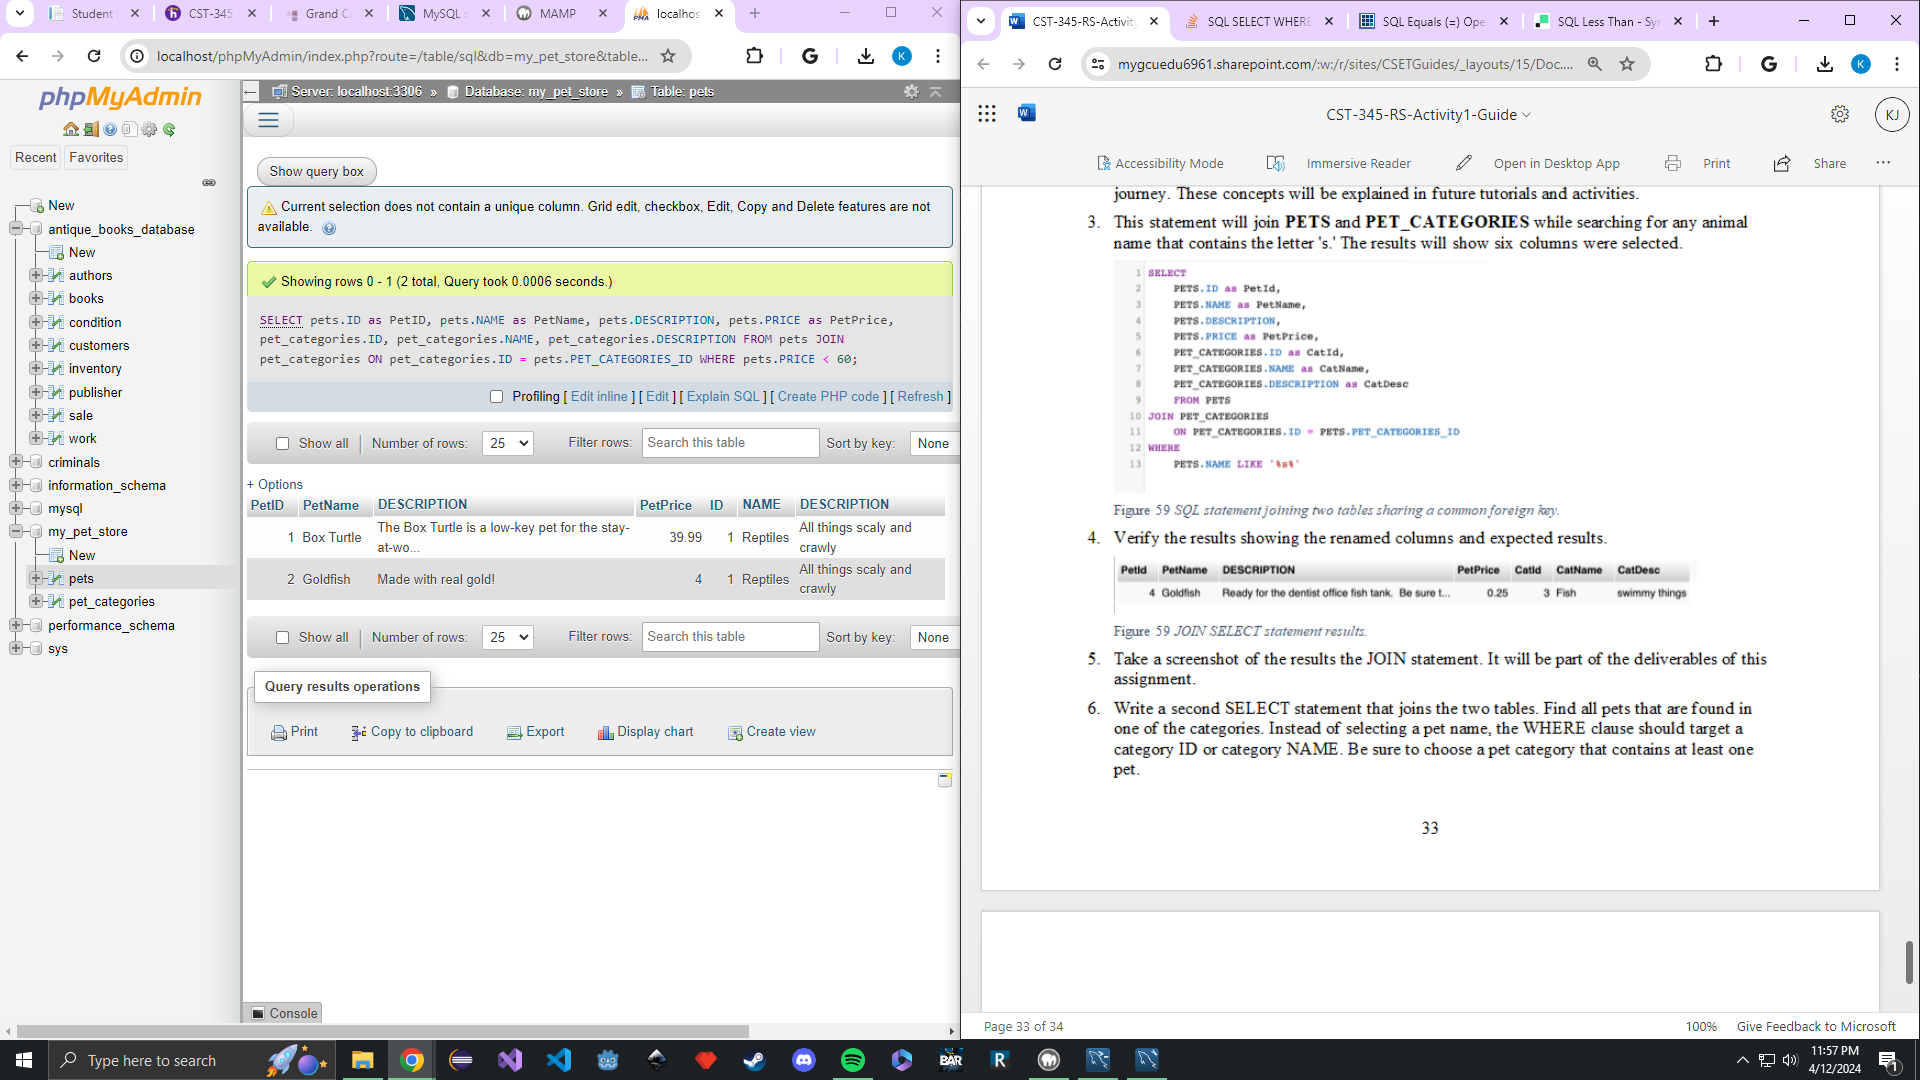 Student
CST-345
Grand C
MySQL
MAMP
localhos
localhost/phpMyAdmin/index.php?route=/table/sql&db=my_pet_store&table...
K
phpMyAdmin
Recent
Favorites
New
antique_books_database
New
authors
books
condition
customers
inventory
publisher
sale
work
criminals
information_schema
mysql
my_pet_store
New
pets
pet_categories
performance_schema
sys
Server: localhost:3306 » Database: my_pet_store » Table: pets
Show query box
Current selection does not contain a unique column. Grid edit, checkbox, Edit, Copy and Delete features are not
available.
Showing rows 0 - 1 (2 total, Query took 0.0006 seconds.)
SELECT pets.ID as PetID, pets.NAME as PetName, pets.DESCRIPTION, pets.PRICE as PetPrice,
pet_categories.ID, pet_categories.NAME, pet_categories.DESCRIPTION FROM pets JOIN
pet_categories ON pet_categories.ID = pets.PET_CATEGORIES_ID WHERE pets.PRICE < 60;
Profiling [ Edit inline ] [ Edit ] [ Explain SQL ] [ Create PHP code ] [ Refresh ]
Show all | Number of rows: 25 Filter rows: Search this table Sort by key: None
+ Options
PetID PetName DESCRIPTION PetPrice ID NAME DESCRIPTION
1 Box Turtle The Box Turtle is a low-key pet for the stay-at-wo... 39.99 1 Reptiles All things scaly and crawly
2 Goldfish Made with real gold! 4 1 Reptiles All things scaly and crawly
Show all | Number of rows: 25 Filter rows: Search this table Sort by key: None
Query results operations
Print Copy to clipboard Export Display chart Create view
Console
CST-345-RS-Activity
SQL SELECT WHERE
SQL Equals (=) Ope
SQL Less Than - Syr
mygcuedu6961.sharepoint.com/:w:/r/sites/CSETGuides/_layouts/15/Doc....
K
CST-345-RS-Activity1-Guide
KJ
Accessibility Mode Immersive Reader Open in Desktop App Print Share ...
journey. These concepts will be explained in future tutorials and activities.
3. This statement will join PETS and PET_CATEGORIES while searching for any animal
name that contains the letter 's.' The results will show six columns were selected.
1 SELECT
2 PETS.ID as PetId,
3 PETS.NAME as PetName,
4 PETS.DESCRIPTION,
5 PETS.PRICE as PetPrice,
6 PET_CATEGORIES.ID as CatId,
7 PET_CATEGORIES.NAME as CatName,
8 PET_CATEGORIES.DESCRIPTION as CatDesc
9 FROM PETS
10 JOIN PET_CATEGORIES
11 ON PET_CATEGORIES.ID = PETS.PET_CATEGORIES_ID
12 WHERE
13 PETS.NAME LIKE '%s%'
Figure 59 SQL statement joining two tables sharing a common foreign key.
4. Verify the results showing the renamed columns and expected results.
PetId PetName DESCRIPTION PetPrice CatId CatName CatDesc
4 Goldfish Ready for the dentist office fish tank. Be sure t... 0.25 3 Fish swimmy things
Figure 59 JOIN SELECT statement results.
5. Take a screenshot of the results the JOIN statement. It will be part of the deliverables of this
assignment.
6. Write a second SELECT statement that joins the two tables. Find all pets that are found in
one of the categories. Instead of selecting a pet name, the WHERE clause should target a
category ID or category NAME. Be sure to choose a pet category that contains at least one
pet.
33
Page 33 of 34
100% Give Feedback to Microsoft
Type here to search
BAR
R
11:57 PM
4/12/2024
1